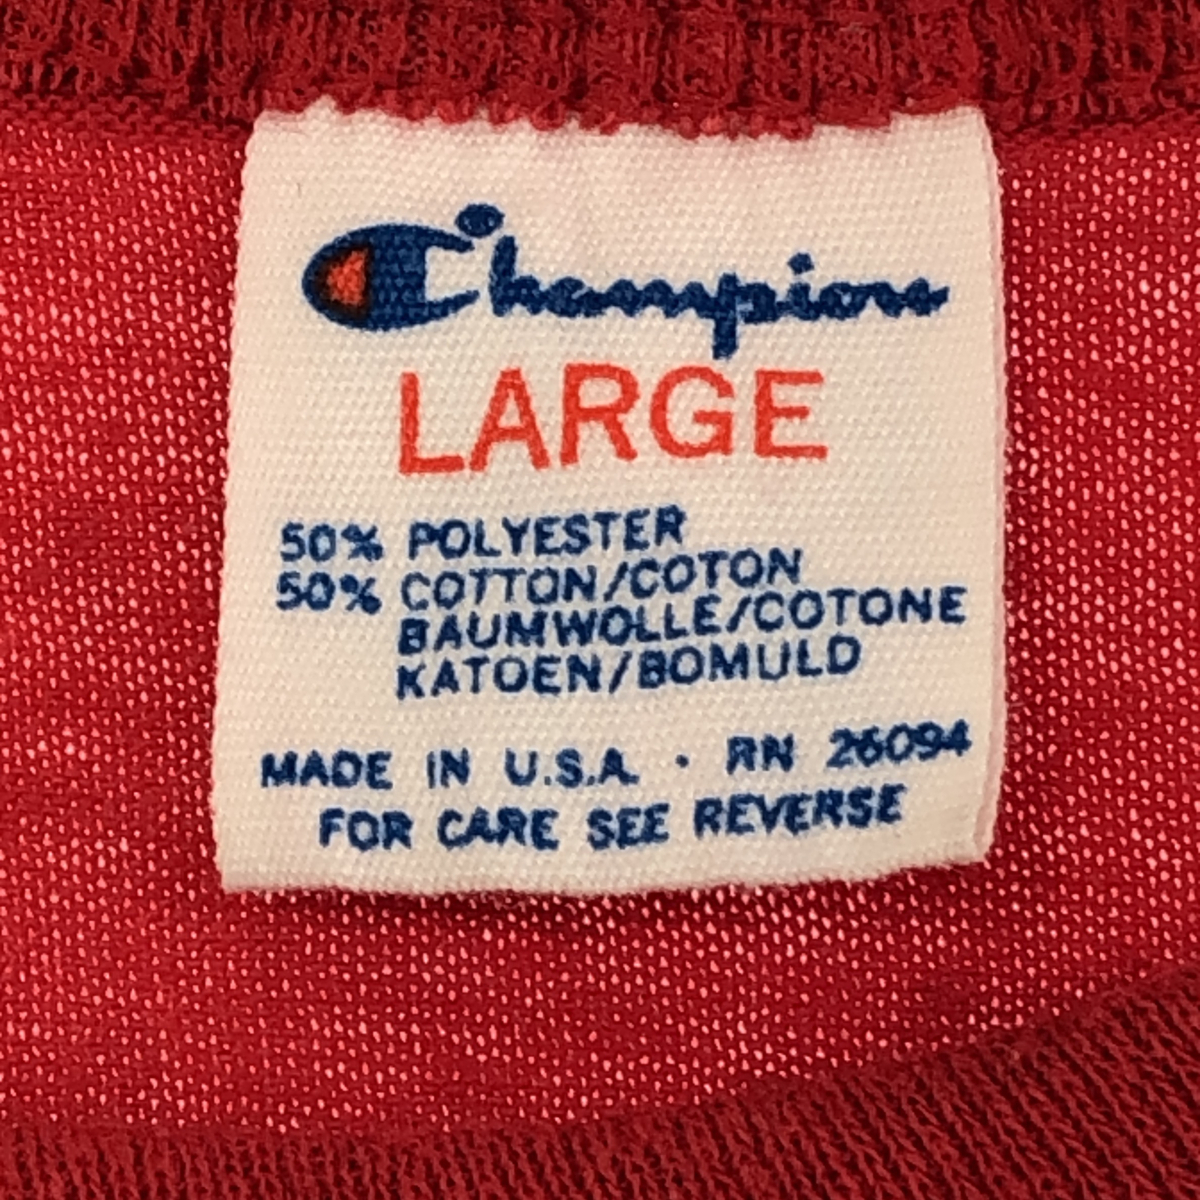 Champion
LARGE
50% POLYESTER
50% COTTON/COTON
BAUMWOLLE/COTONE
KATOEN/BOMULD
MADE IN U.S.A. · RN 26094
FOR CARE SEE REVERSE